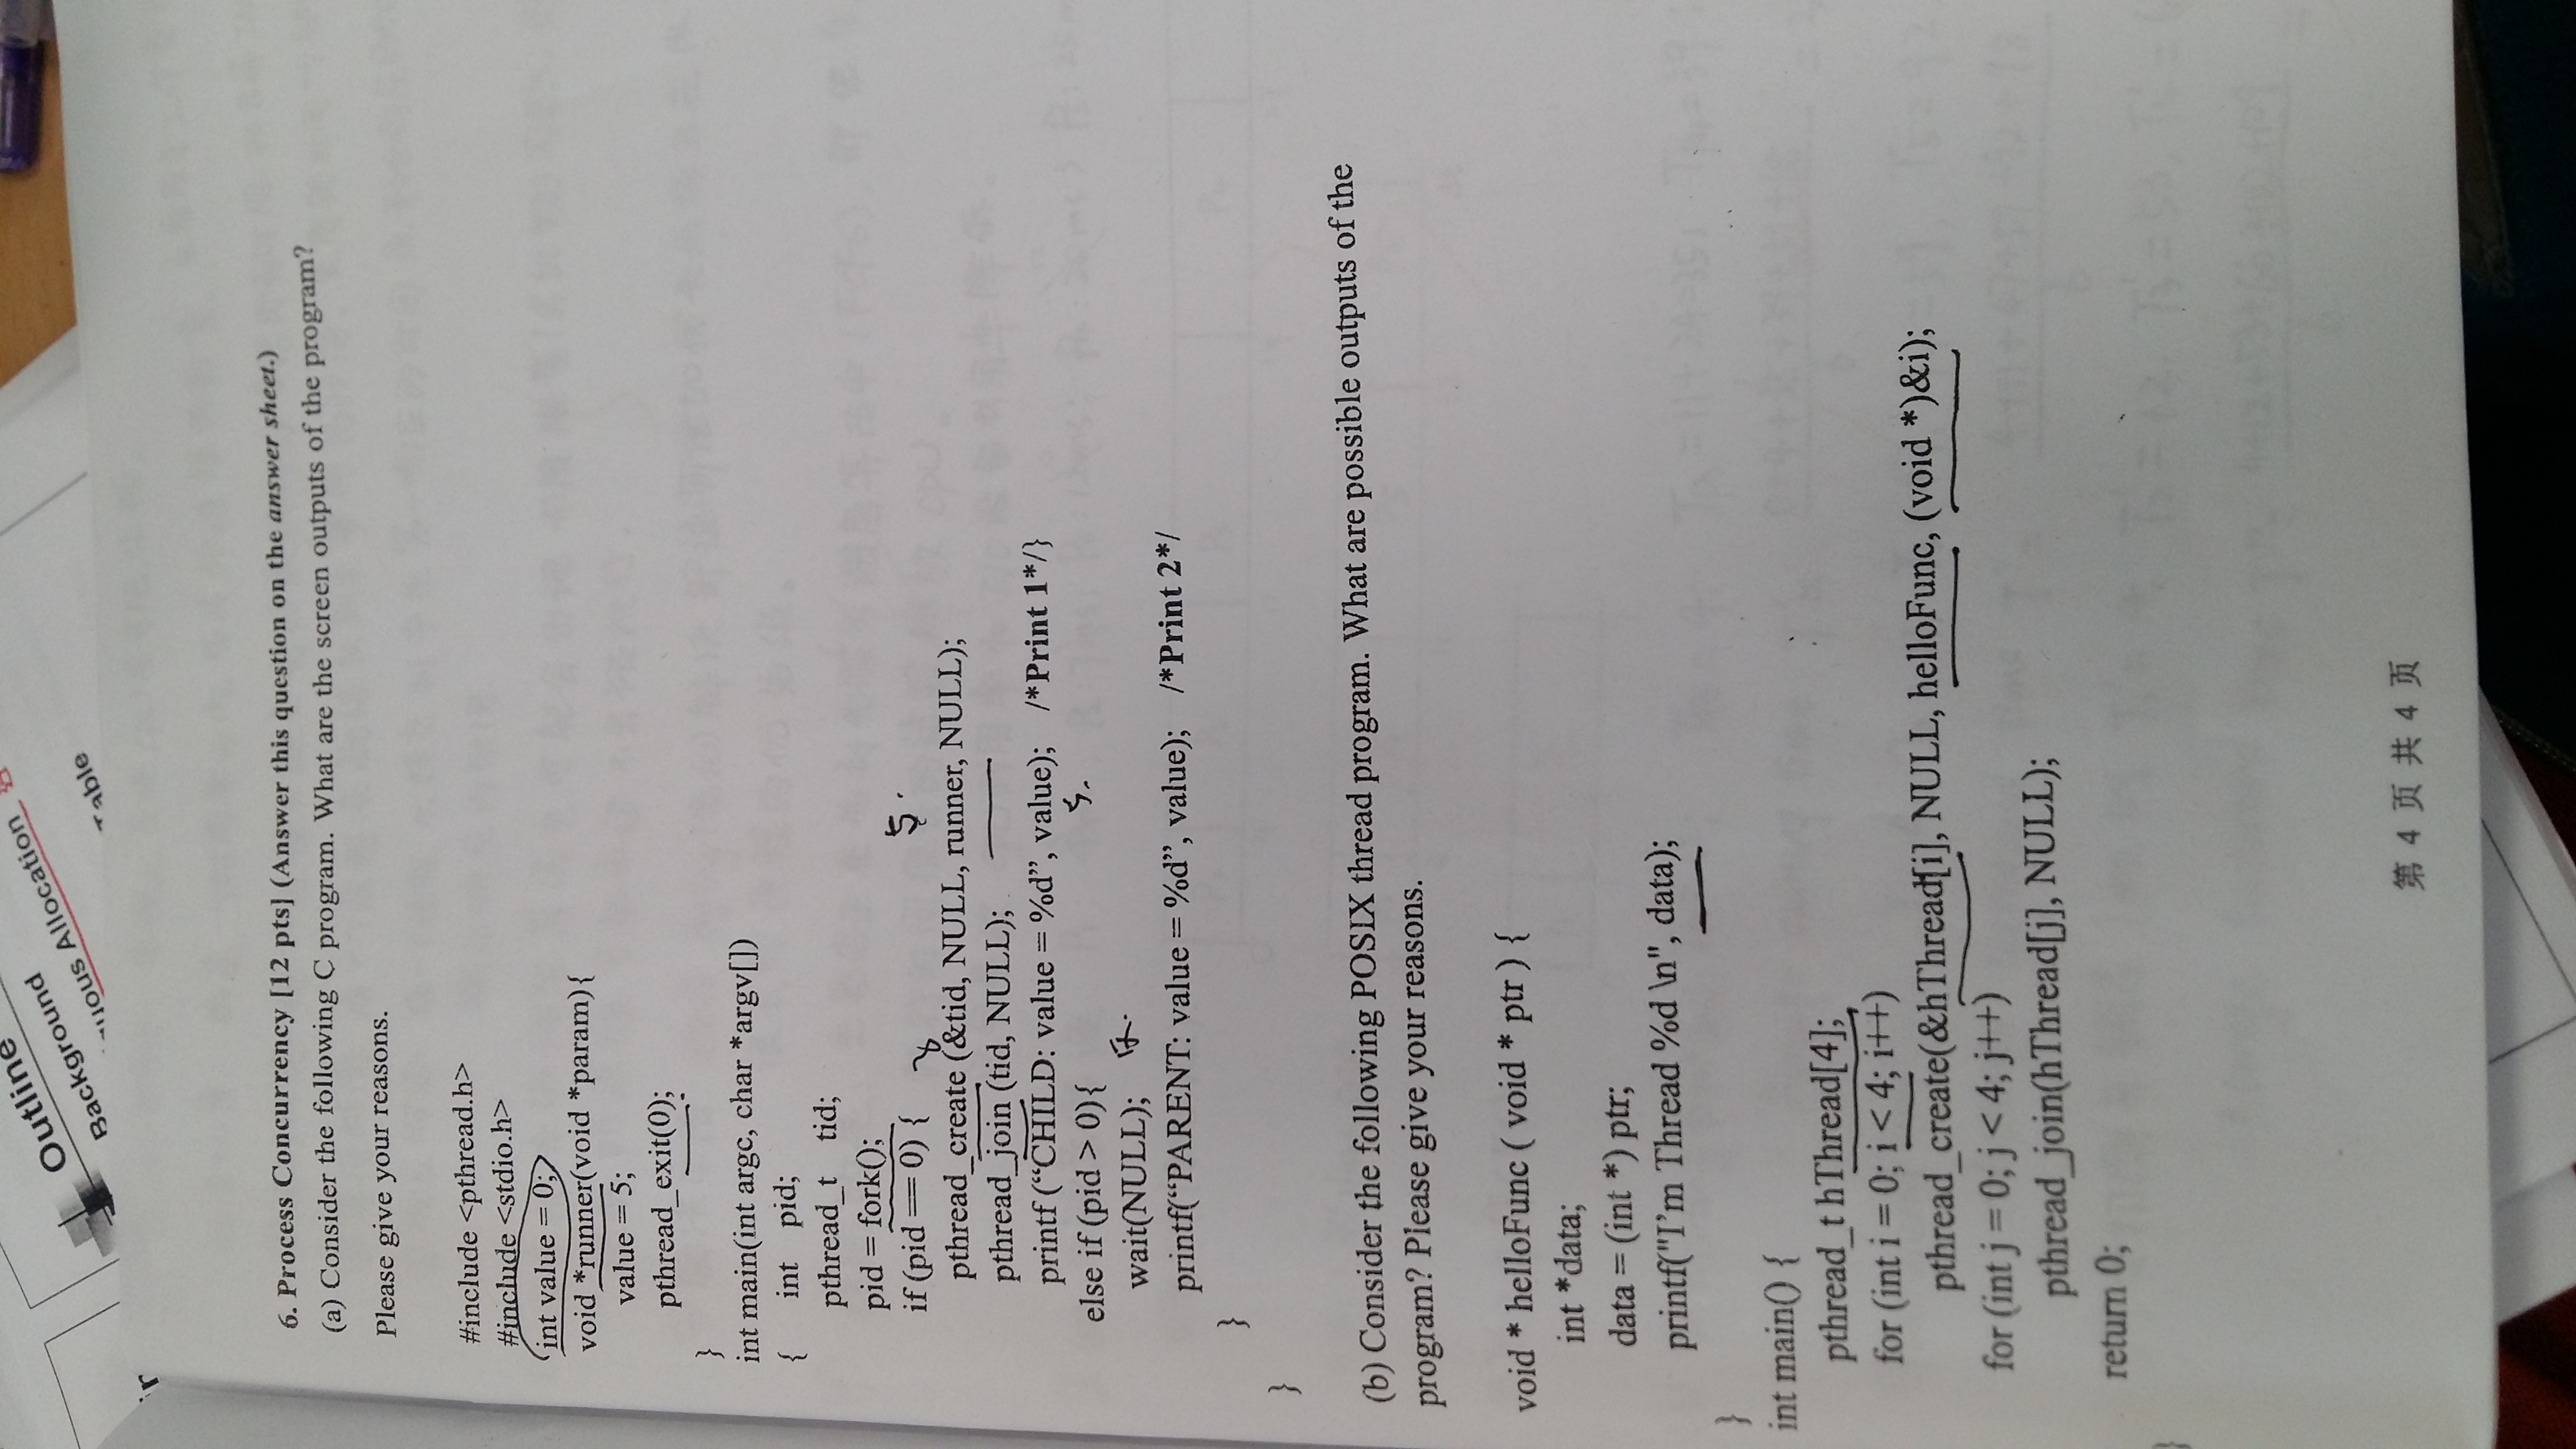 Outline
Background
uous Allocation
Table
6. Process Concurrency [12 pts] (Answer this question on the answer sheet.)
(a) Consider the following C program. What are the screen outputs of the program?
Please give your reasons.
#include <pthread.h>
#include <stdio.h>
int value = 0;
void *runner(void *param){
value = 5;
pthread_exit(0);
}
int main(int argc, char *argv[])
{ int pid;
pthread_t tid;
pid = fork();
if (pid == 0) {
5.
pthread_create (&tid, NULL, runner, NULL);
pthread_join (tid, NULL);
printf (“CHILD: value = %d”, value); /*Print 1*/}
5.
else if (pid > 0){
wait(NULL);
printf(“PARENT: value = %d”, value); /*Print 2*/
}
}
(b) Consider the following POSIX thread program. What are possible outputs of the
program? Please give your reasons.
void * helloFunc ( void * ptr ) {
int *data;
data = (int *) ptr;
printf("I’m Thread %d \n", data);
}
int main() {
pthread_t hThread[4];
for (int i = 0; i < 4; i++)
pthread_create(&hThread[i], NULL, helloFunc, (void *)&i);
for (int j = 0; j < 4; j++)
pthread_join(hThread[j], NULL);
return 0;
}
第 4 页 共 4 页